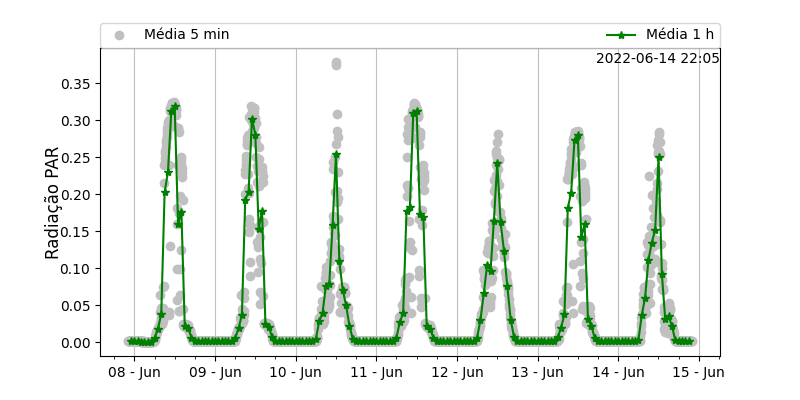 Média 5 min
Média 1 h
2022-06-14 22:05
Radiação PAR
0.35
0.30
0.25
0.20
0.15
0.10
0.05
0.00
08 - Jun
09 - Jun
10 - Jun
11 - Jun
12 - Jun
13 - Jun
14 - Jun
15 - Jun